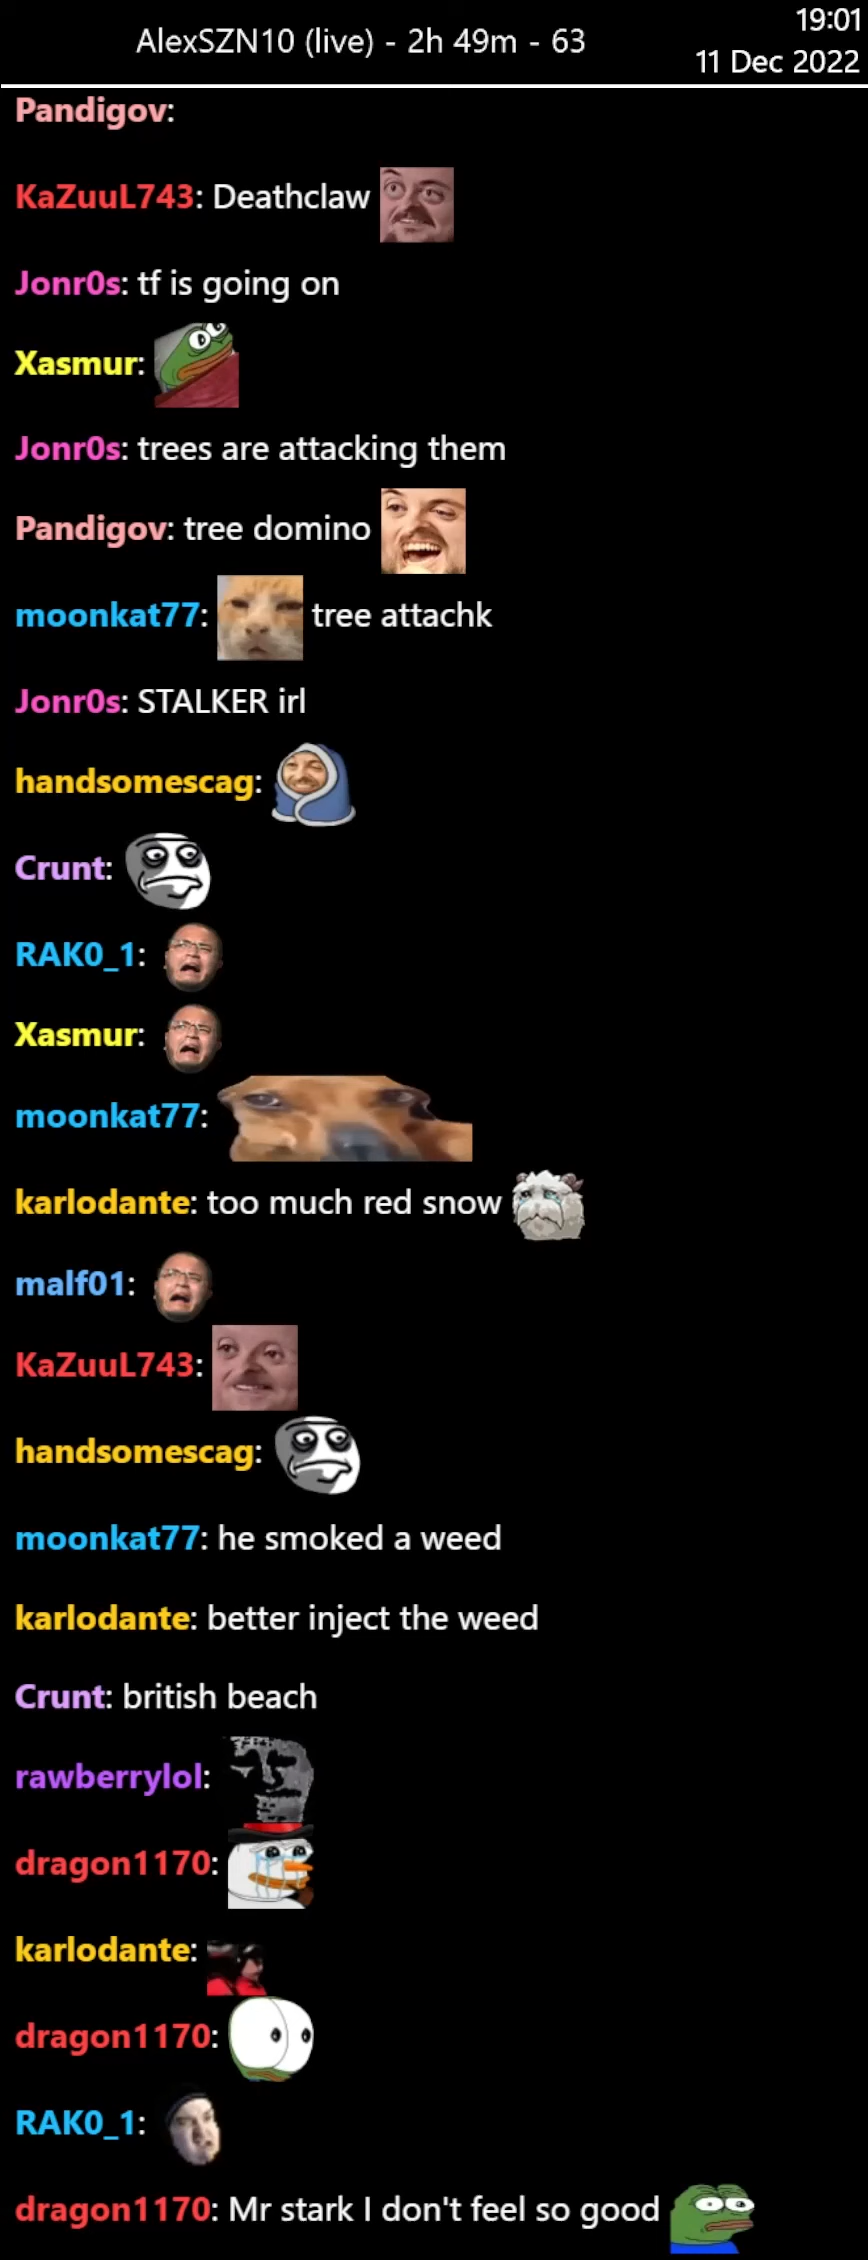 AlexSZN10 (live) - 2h 49m - 63
19:01
11 Dec 2022
Pandigov:
KaZuuL743: Deathclaw
Jonr0s: tf is going on
Xasmur:
Jonr0s: trees are attacking them
Pandigov: tree domino
moonkat77: tree attachk
Jonr0s: STALKER irl
handsomescag:
Crunt:
RAK0_1:
Xasmur:
moonkat77:
karlodante: too much red snow
malf01:
KaZuuL743:
handsomescag:
moonkat77: he smoked a weed
karlodante: better inject the weed
Crunt: british beach
rawberrylol:
dragon1170:
karlodante:
dragon1170:
RAK0_1:
dragon1170: Mr stark I don't feel so good